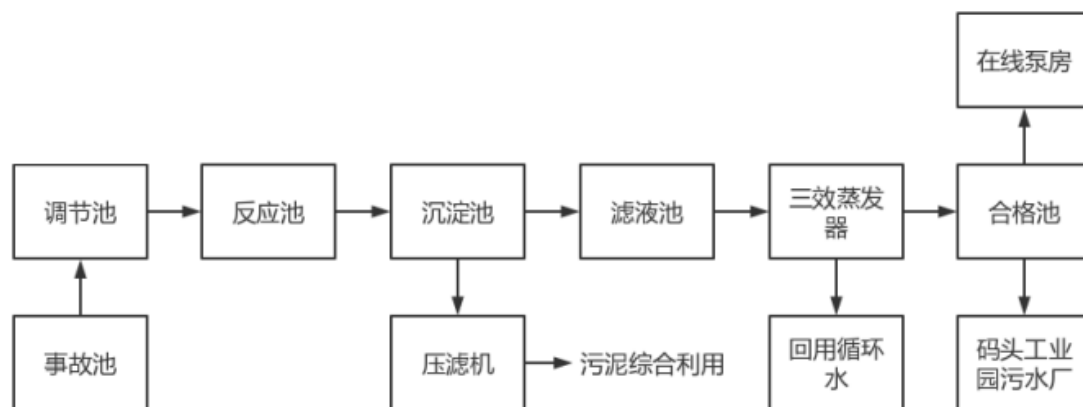 在线泵房
调节池
反应池
沉淀池
滤液池
三效蒸发
器
合格池
事故池
压滤机
污泥综合利用
回用循环
水
码头工业
园污水厂